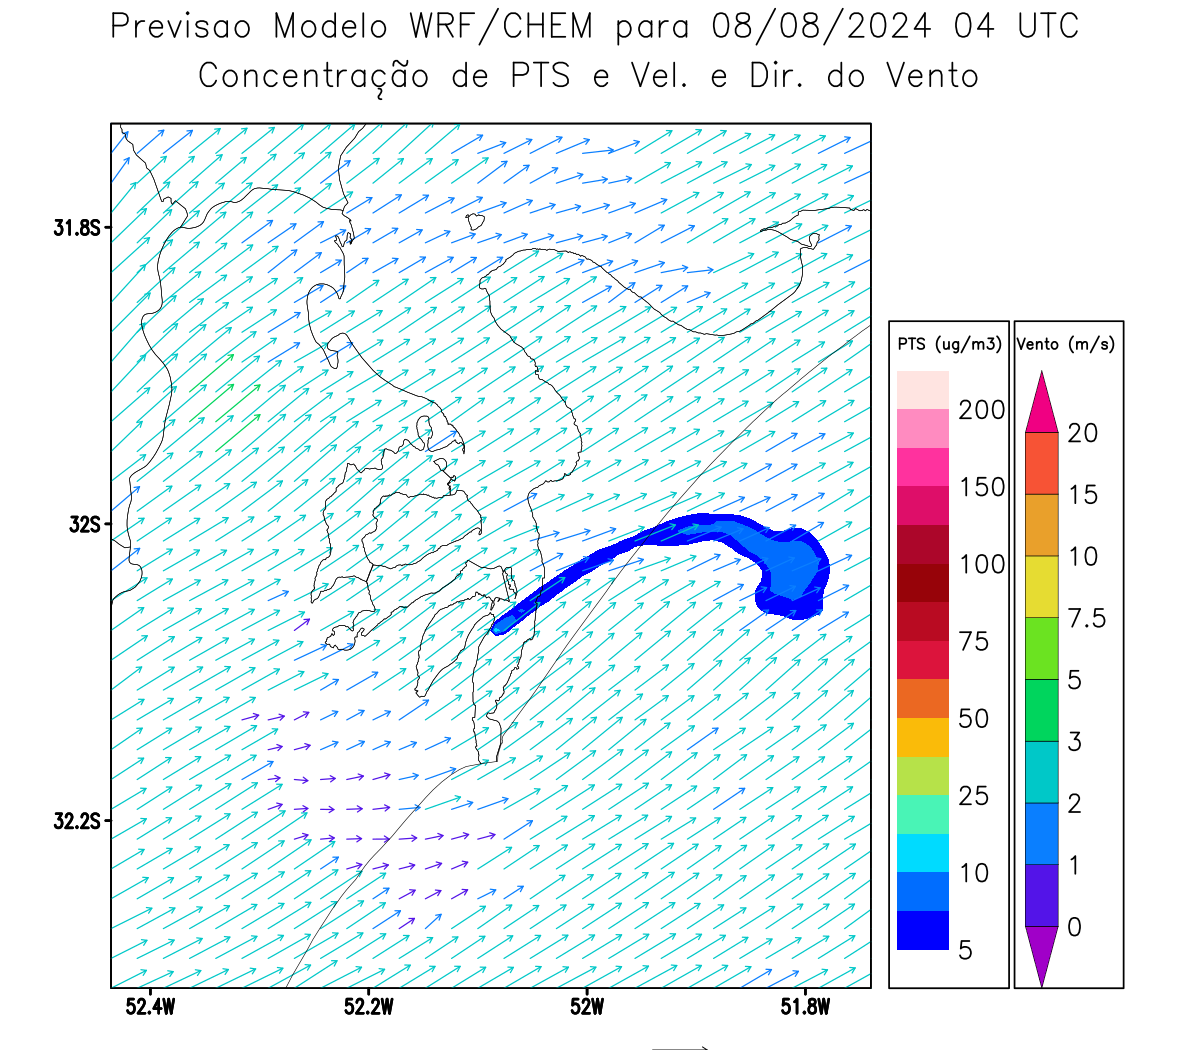 Previsao Modelo WRF/CHEM para 08/08/2024 04 UTC
Concentração de PTS e Vel. e Dir. do Vento
31.8S
32S
32.2S
52.4W 52.2W 52W 51.8W
PTS (ug/m3)
200
150
100
75
50
25
10
5
Vento (m/s)
20
15
10
7.5
5
3
2
1
0